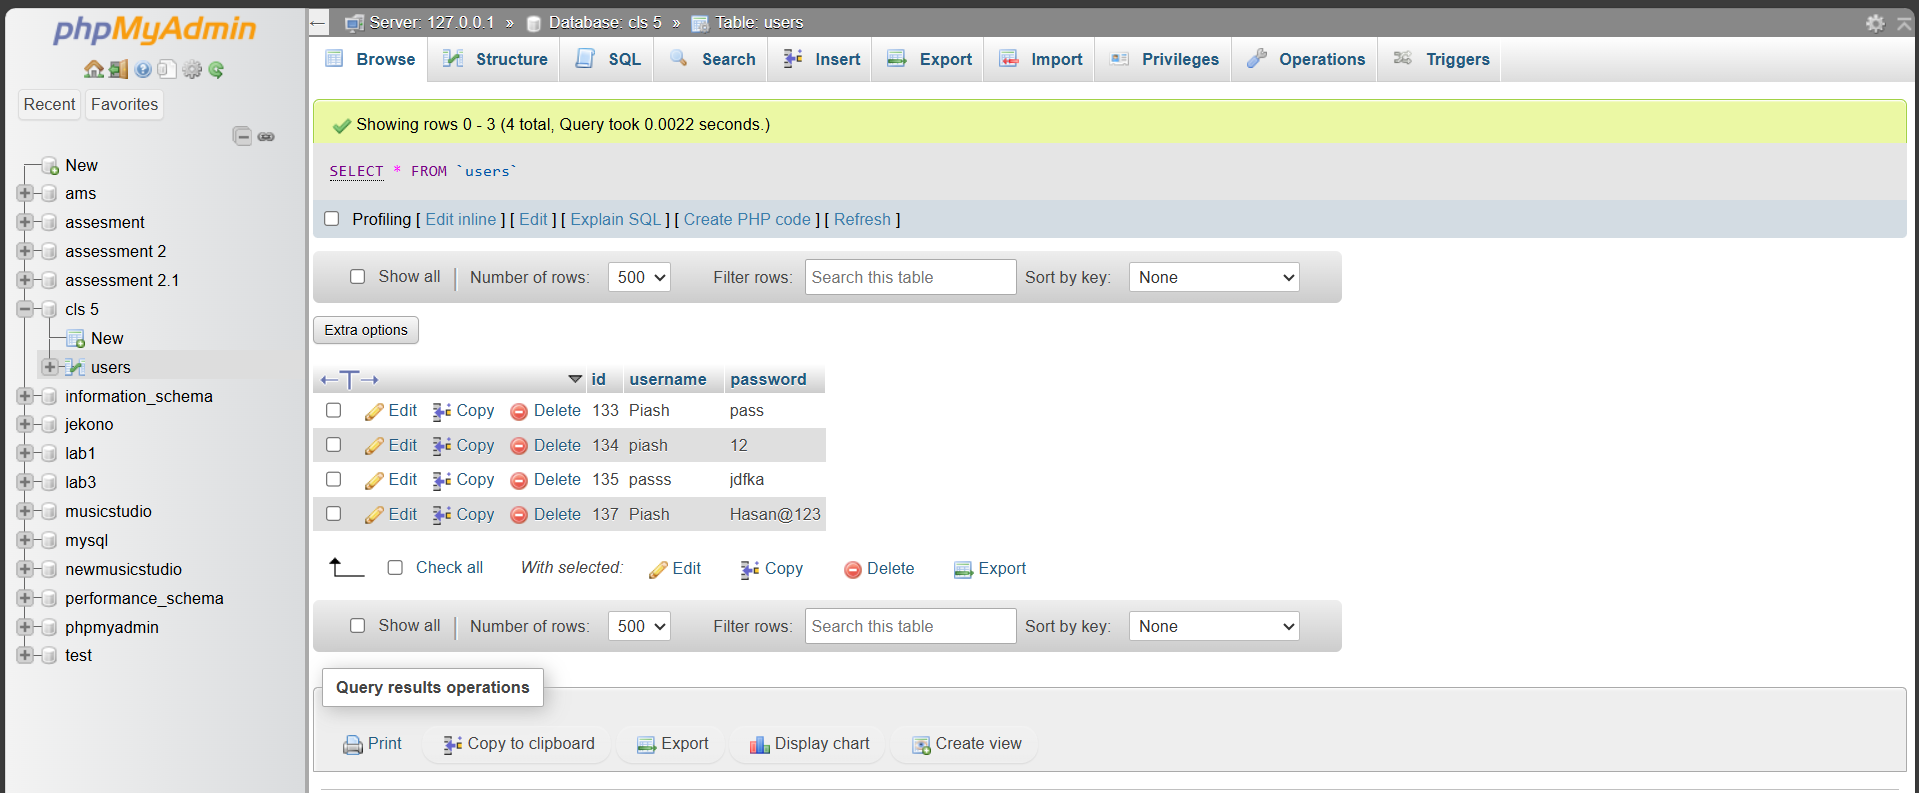 phpMyAdmin
Recent Favorites
New
ams
assesment
assessment 2
assessment 2.1
cls 5
New
users
information_schema
jekono
lab1
lab3
musicstudio
mysql
newmusicstudio
performance_schema
phpmyadmin
test
Server: 127.0.0.1 » Database: cls 5 » Table: users
Browse Structure SQL Search Insert Export Import Privileges Operations Triggers
Showing rows 0 - 3 (4 total, Query took 0.0022 seconds.)
SELECT * FROM `users`
Profiling [ Edit inline ] [ Edit ] [ Explain SQL ] [ Create PHP code ] [ Refresh ]
Show all | Number of rows: 500 Filter rows: Search this table Sort by key: None
Extra options
←T→ id username password
Edit Copy Delete 133 Piash pass
Edit Copy Delete 134 piash 12
Edit Copy Delete 135 passs jdfka
Edit Copy Delete 137 Piash Hasan@123
Check all With selected: Edit Copy Delete Export
Show all | Number of rows: 500 Filter rows: Search this table Sort by key: None
Query results operations
Print Copy to clipboard Export Display chart Create view